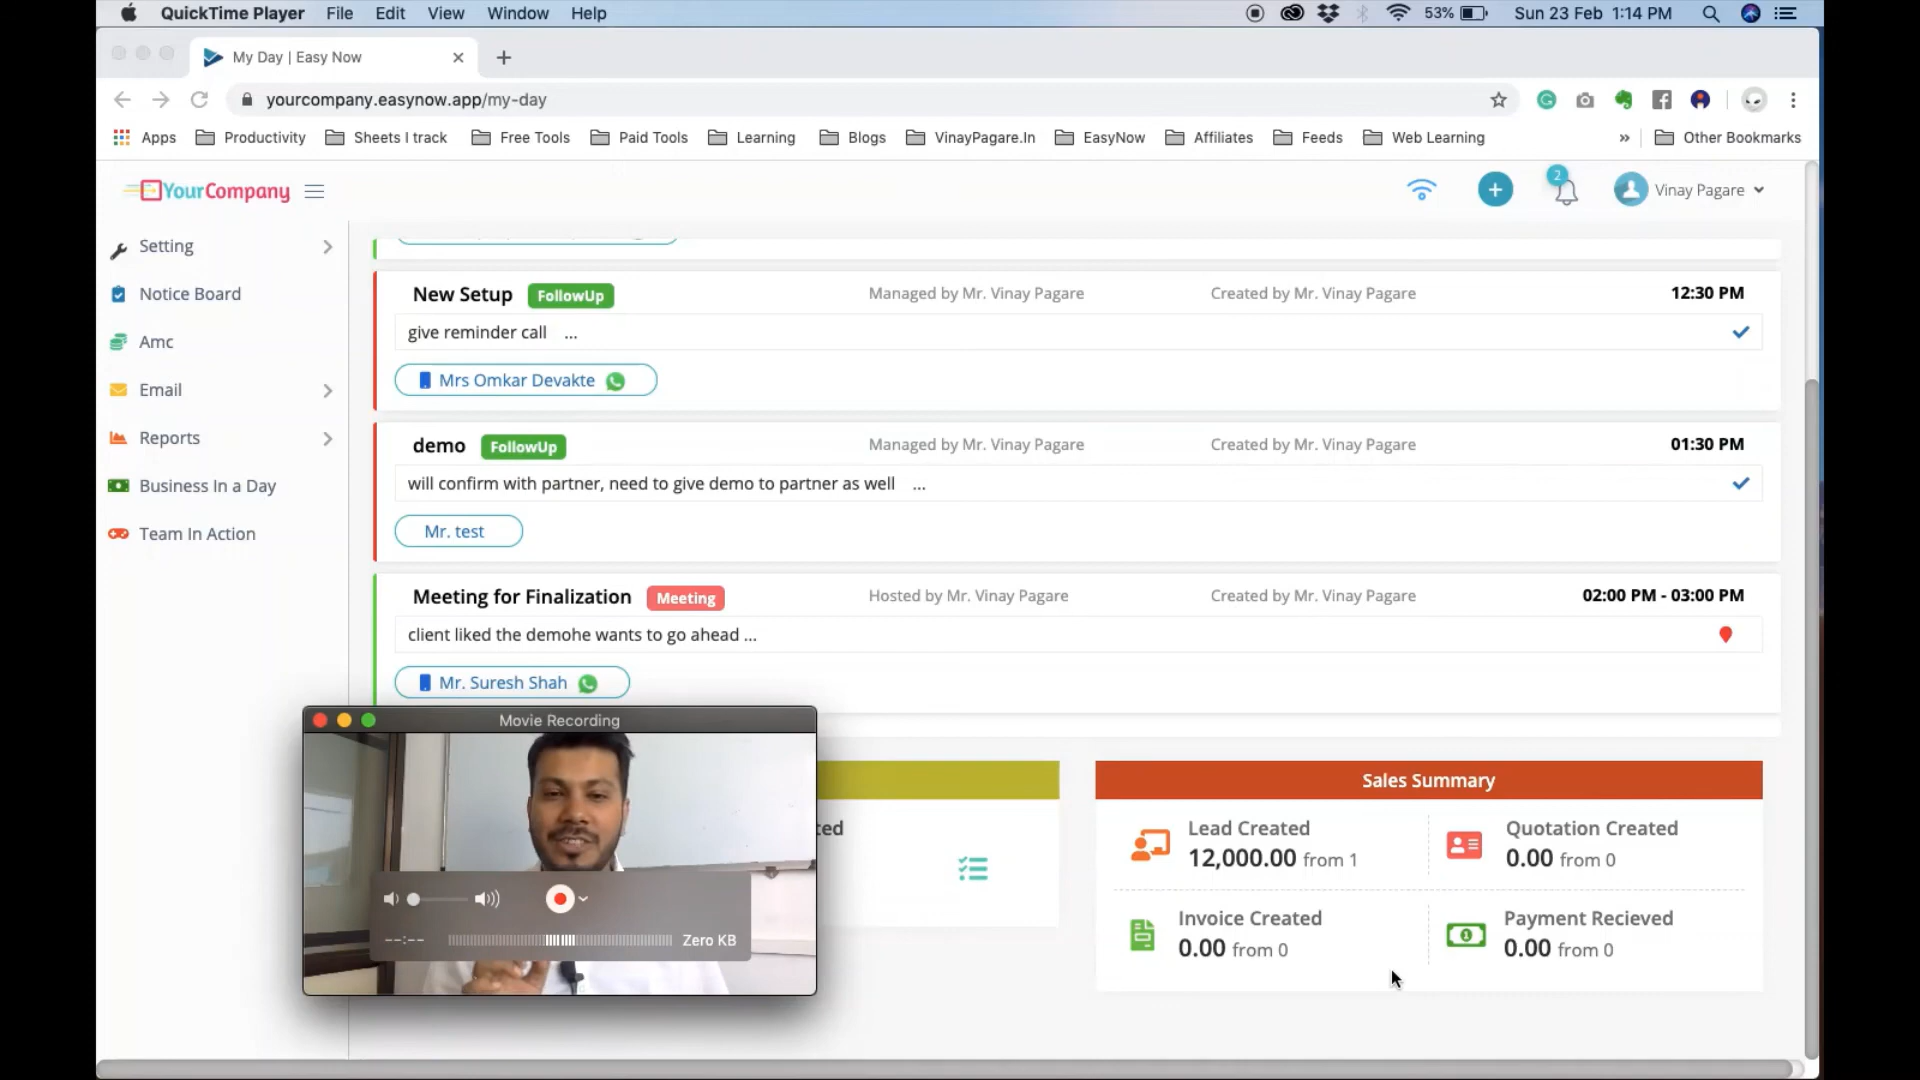 QuickTime Player File Edit View Window Help 53% Sun 23 Feb 1:14 PM
My Day | Easy Now
yourcompany.easynow.app/my-day
Apps Productivity Sheets I track Free Tools Paid Tools Learning Blogs VinayPagare.In EasyNow Affiliates Feeds Web Learning » Other Bookmarks
YourCompany 2 Vinay Pagare
Setting
Notice Board
Amc
Email
Reports
Business In a Day
Team In Action
New Setup FollowUp Managed by Mr. Vinay Pagare Created by Mr. Vinay Pagare 12:30 PM
give reminder call ...
Mrs Omkar Devakte
demo FollowUp Managed by Mr. Vinay Pagare Created by Mr. Vinay Pagare 01:30 PM
will confirm with partner, need to give demo to partner as well ...
Mr. test
Meeting for Finalization Meeting Hosted by Mr. Vinay Pagare Created by Mr. Vinay Pagare 02:00 PM - 03:00 PM
client liked the demohe wants to go ahead ...
Mr. Suresh Shah
Movie Recording
--:-- Zero KB
ted
Sales Summary
Lead Created Quotation Created
12,000.00 from 1 0.00 from 0
Invoice Created Payment Recieved
0.00 from 0 0.00 from 0